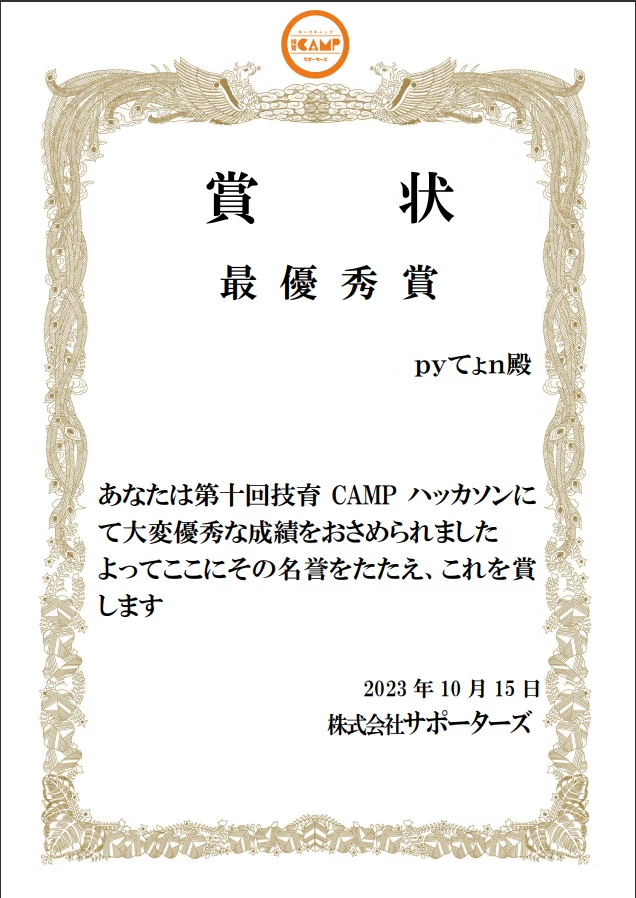 ギークキャンプ
技育CAMP
サポーターズ
賞 状
最優秀賞
pyてょn殿
あなたは第十回技育 CAMP ハッカソンに
て大変優秀な成績をおさめられました
よってここにその名誉をたたえ、これを賞
します
2023 年 10 月 15 日
株式会社サポーターズ